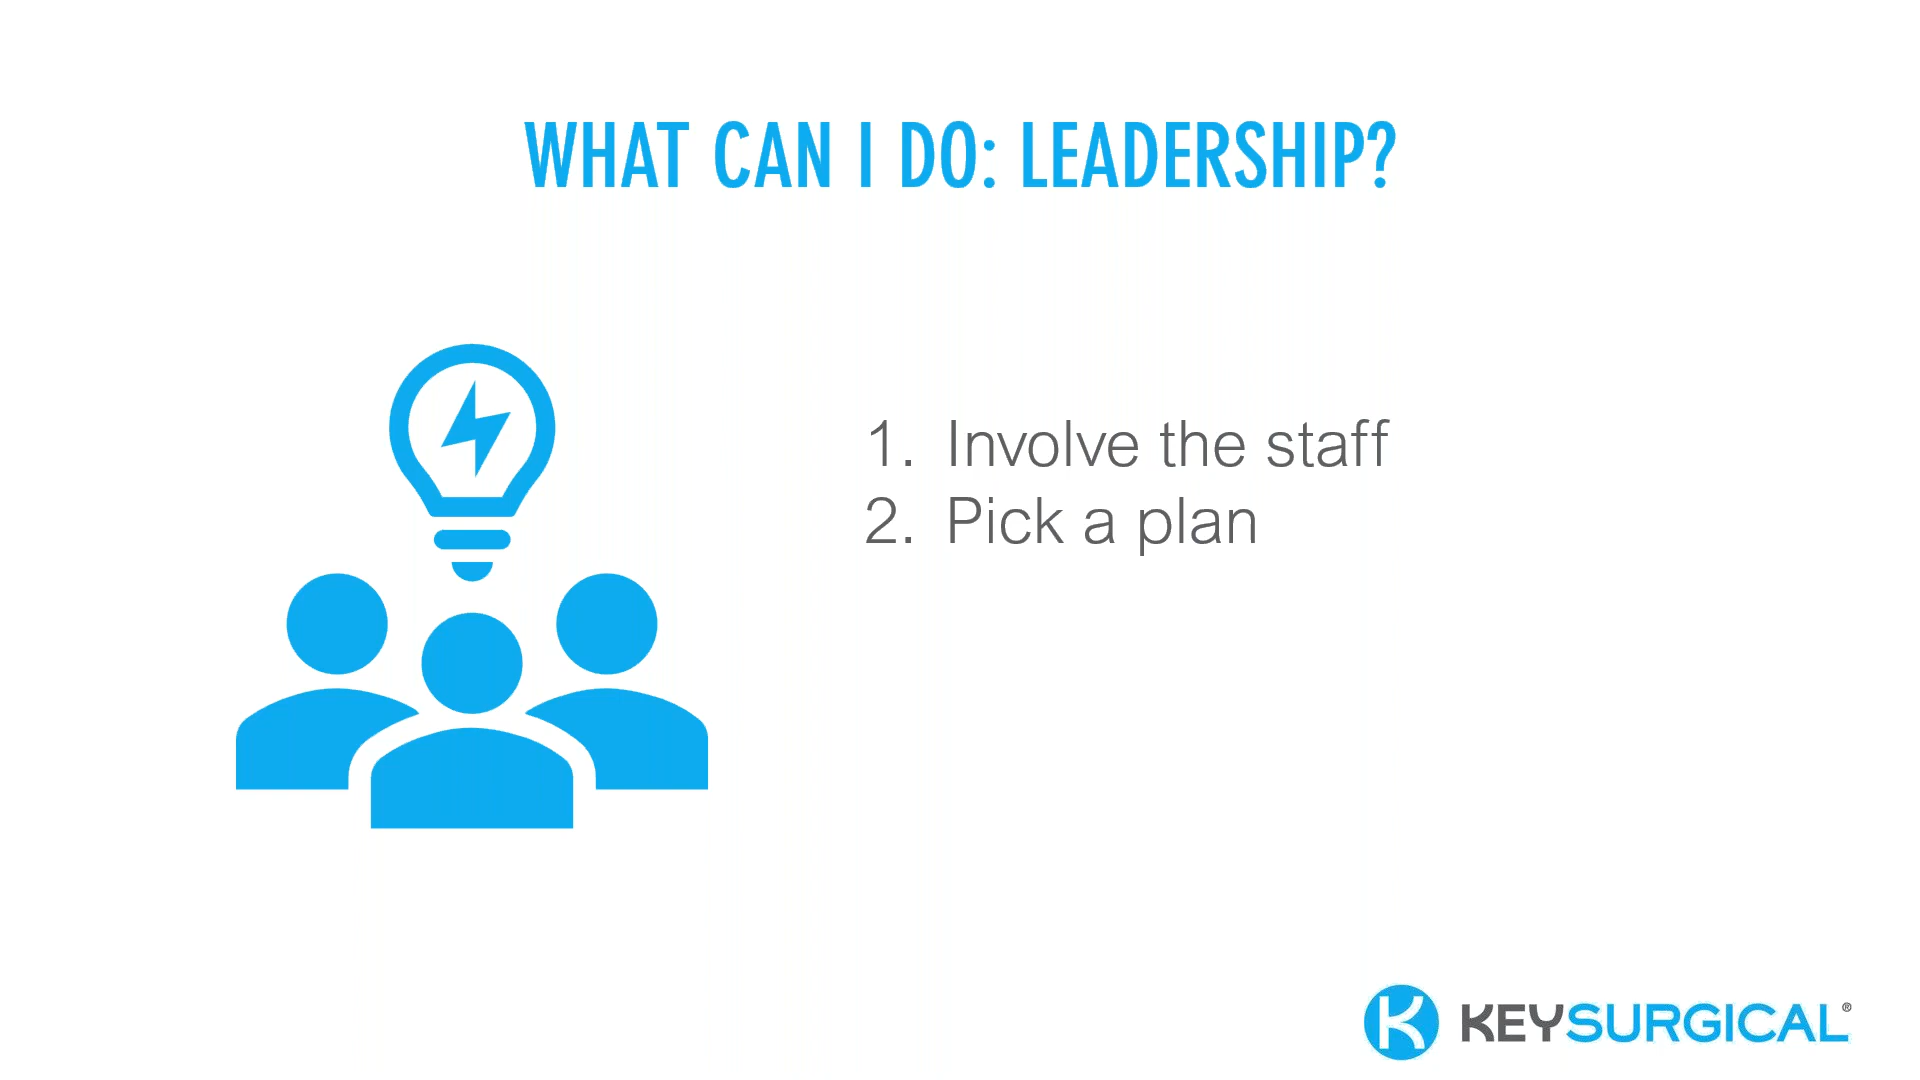 WHAT CAN I DO: LEADERSHIP?
1. Involve the staff
2. Pick a plan
K KEYSURGICAL®